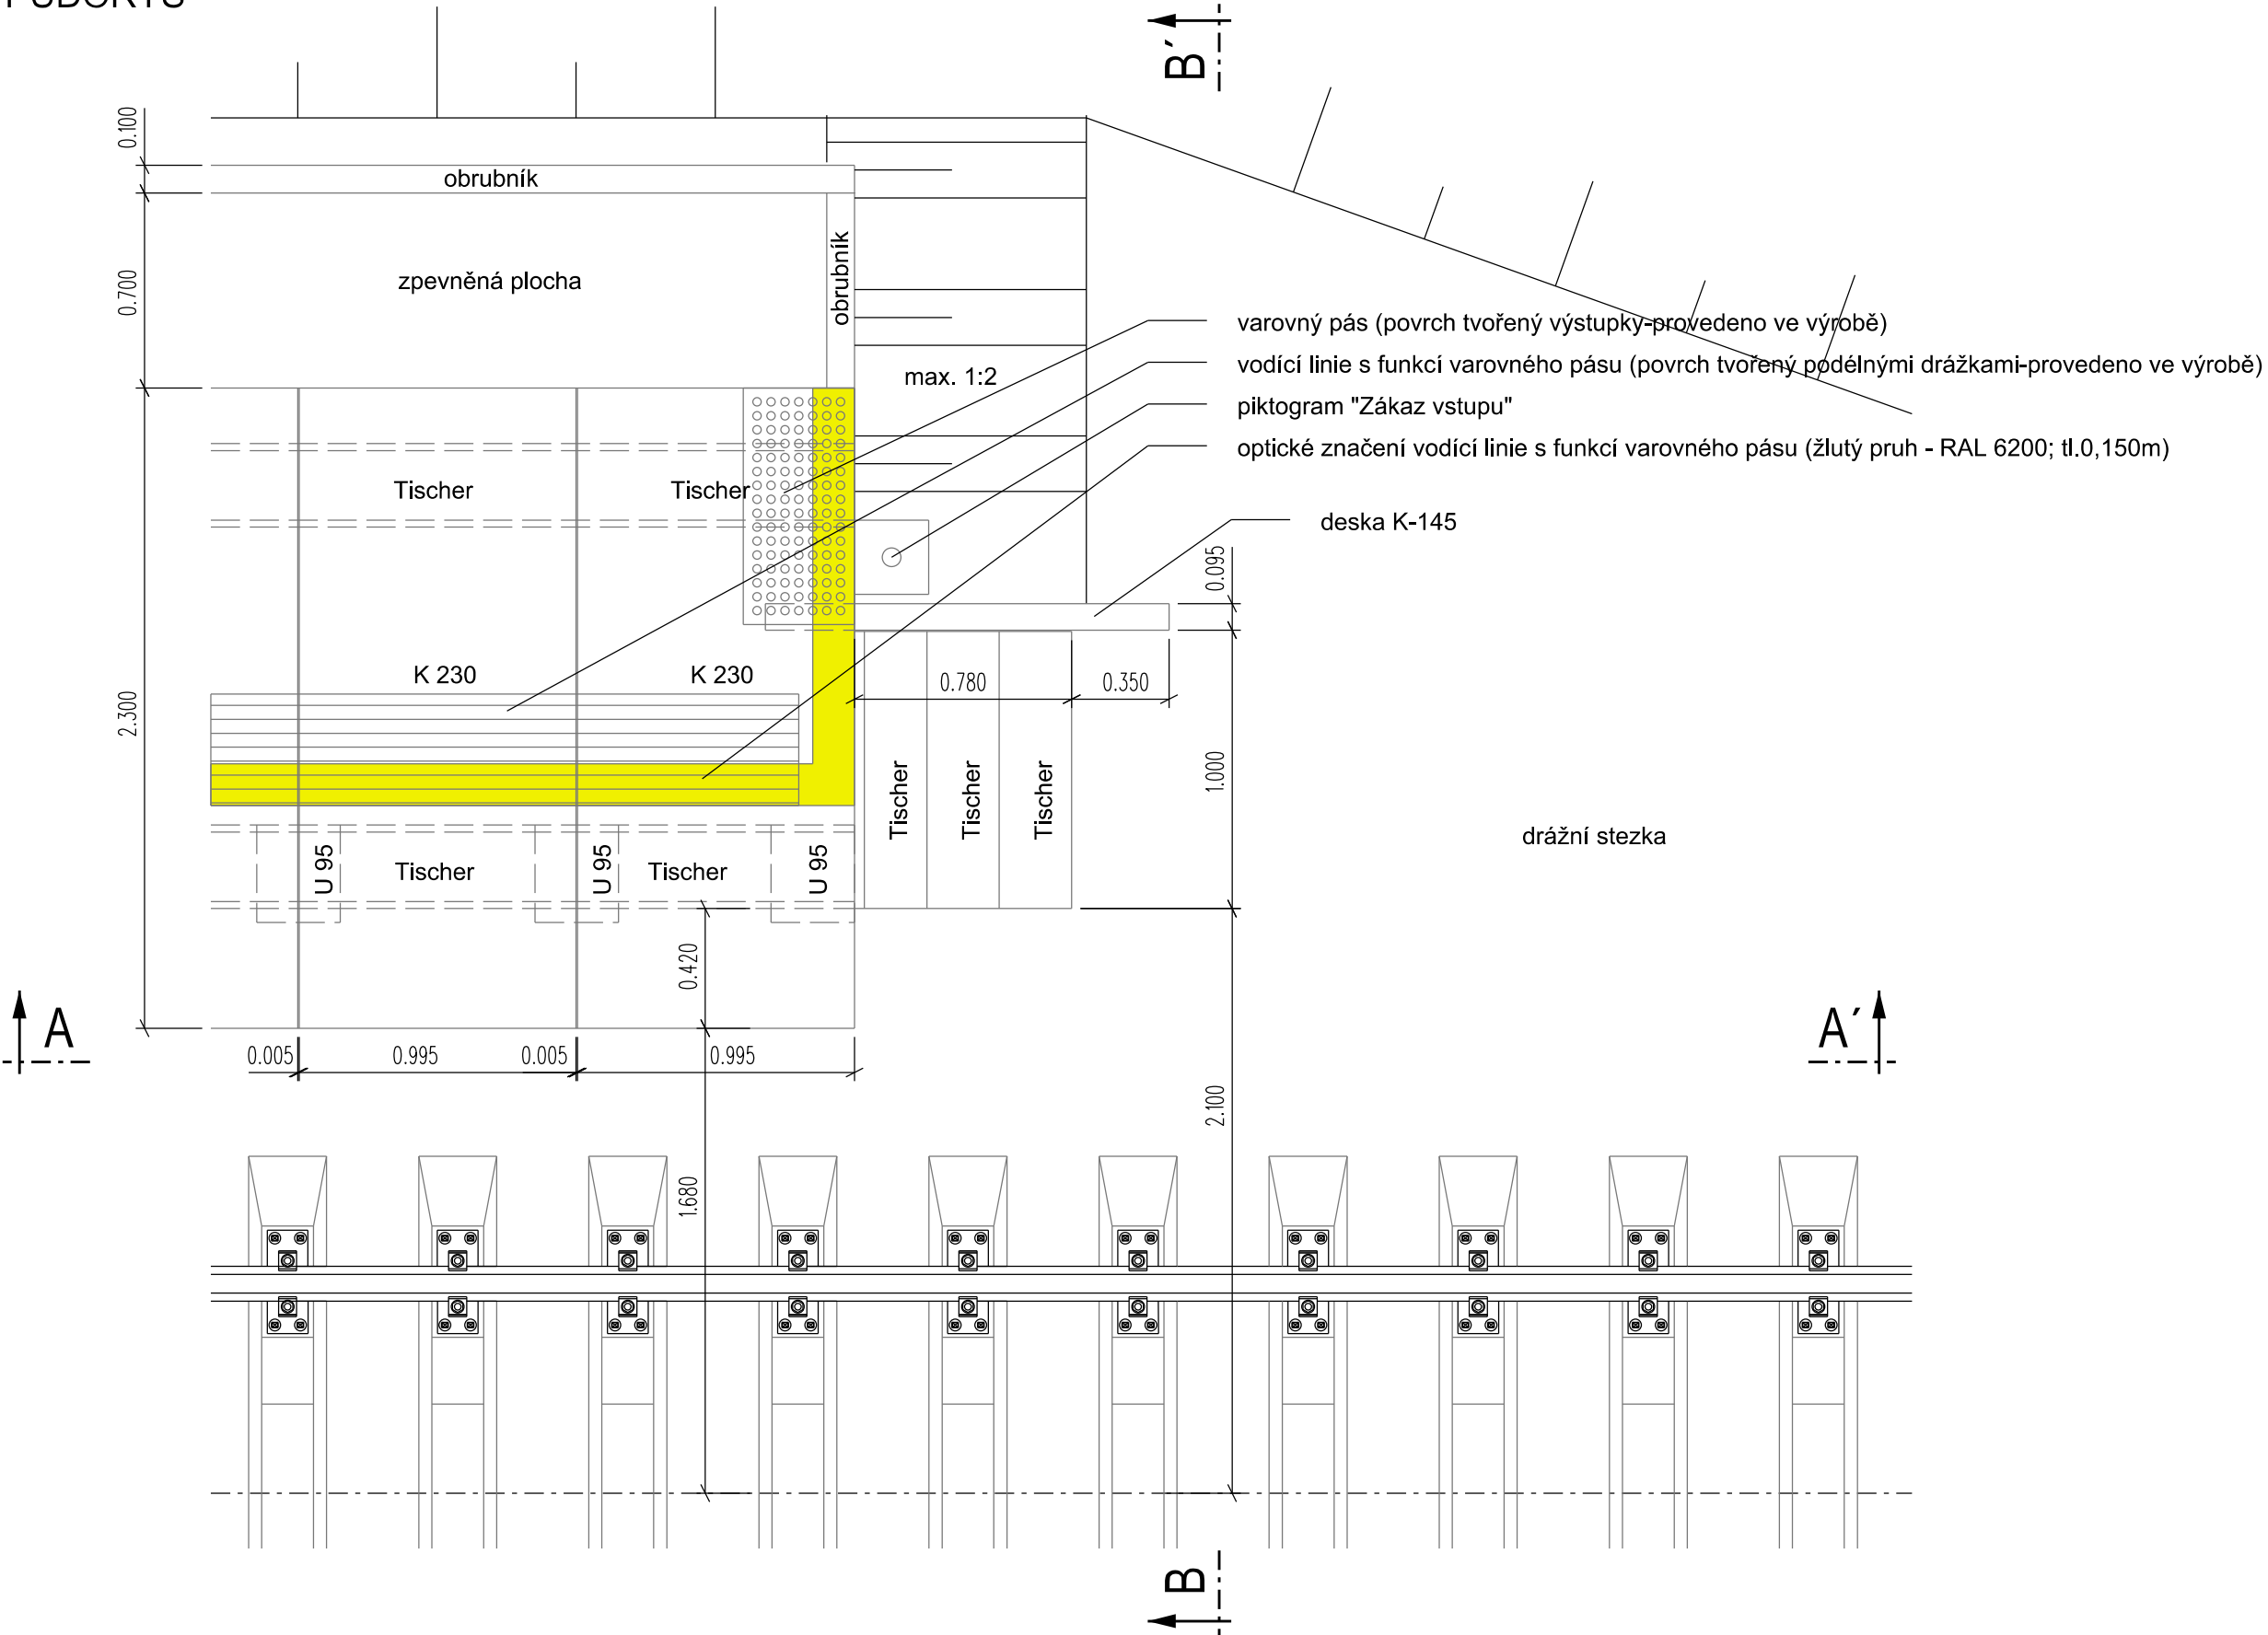 PŮDORYS
B´
0.100
obrubník
obrubník
zpevněná plocha
0.700
varovný pás (povrch tvořený výstupky-provedeno ve výrobě)
vodící linie s funkcí varovného pásu (povrch tvořený podélnými drážkami-provedeno ve výrobě)
max. 1:2
piktogram "Zákaz vstupu"
optické značení vodící linie s funkcí varovného pásu (žlutý pruh - RAL 6200; tl.0,150m)
Tischer
Tischer
deska K-145
0.095
K 230
K 230
0.780
0.350
2.300
1.000
Tischer
Tischer
Tischer
drážní stezka
U 95
Tischer
U 95
Tischer
U 95
0.420
A
A´
0.005
0.995
0.005
0.995
2.100
1.680
B